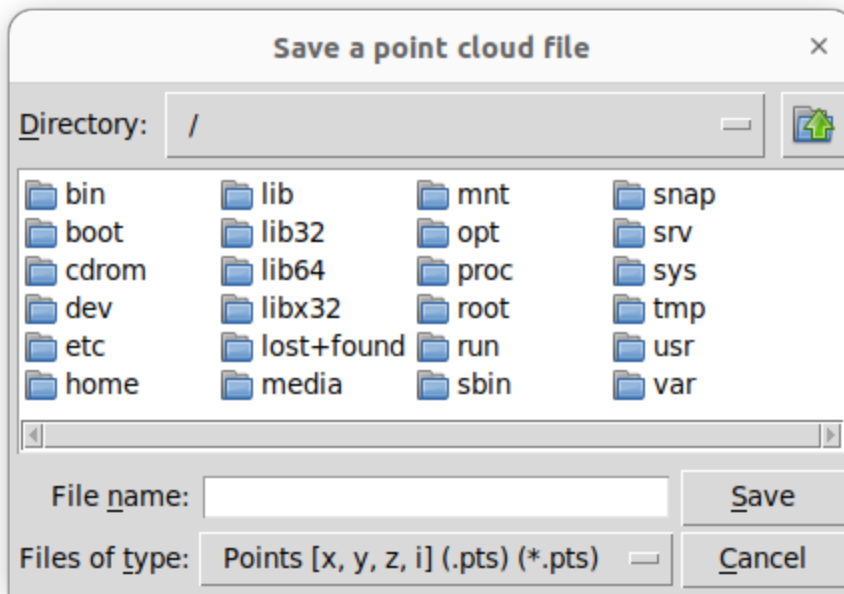 Save a point cloud file
Directory: /
bin lib mnt snap
boot lib32 opt srv
cdrom lib64 proc sys
dev libx32 root tmp
etc lost+found run usr
home media sbin var
File name: Save
Files of type: Points [x, y, z, i] (.pts) (*.pts) Cancel